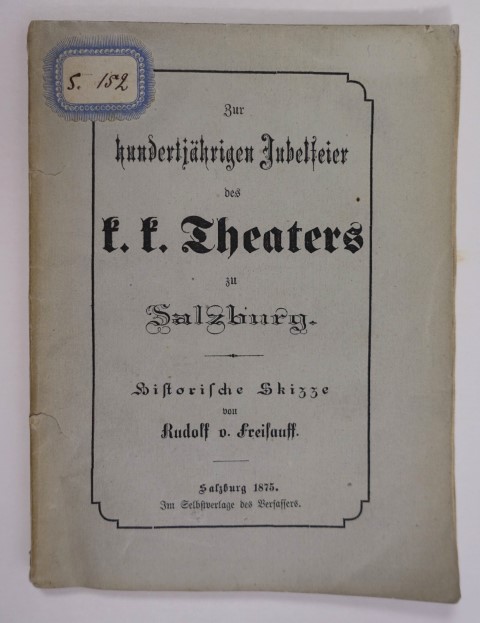 S. 152
Zur
hundertjährigen Jubelfeier
des
k. k. Theaters
zu
Salzburg.
Historische Skizze
von
Rudolf v. Freisauff.
Salzburg 1875.
Im Selbstverlage des Verfassers.